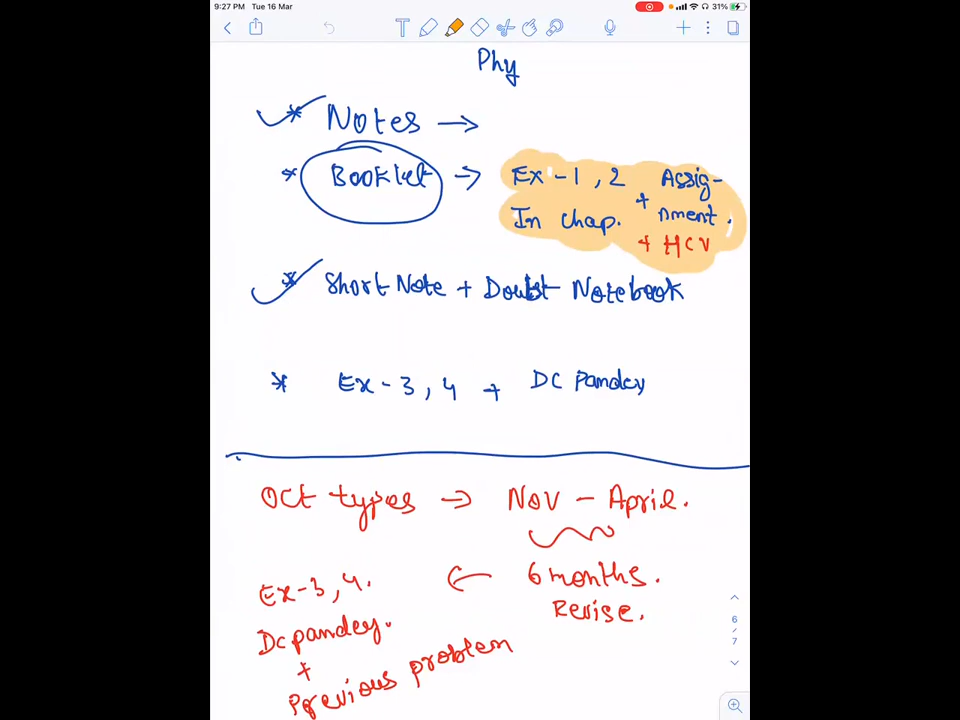 9:27 PM Tue 16 Mar 31%
Phy
* Notes →
* Booklet → Ex-1, 2 + Assig-
In chap. nment.
+ HCV
* Short Note + Doubt Notebook
* Ex-3, 4 + DC Pandey
Oct types → Nov - April.
Ex-3, 4. ← 6 months.
Revise.
Dc pandey.
+
Previous problem
6
/
7